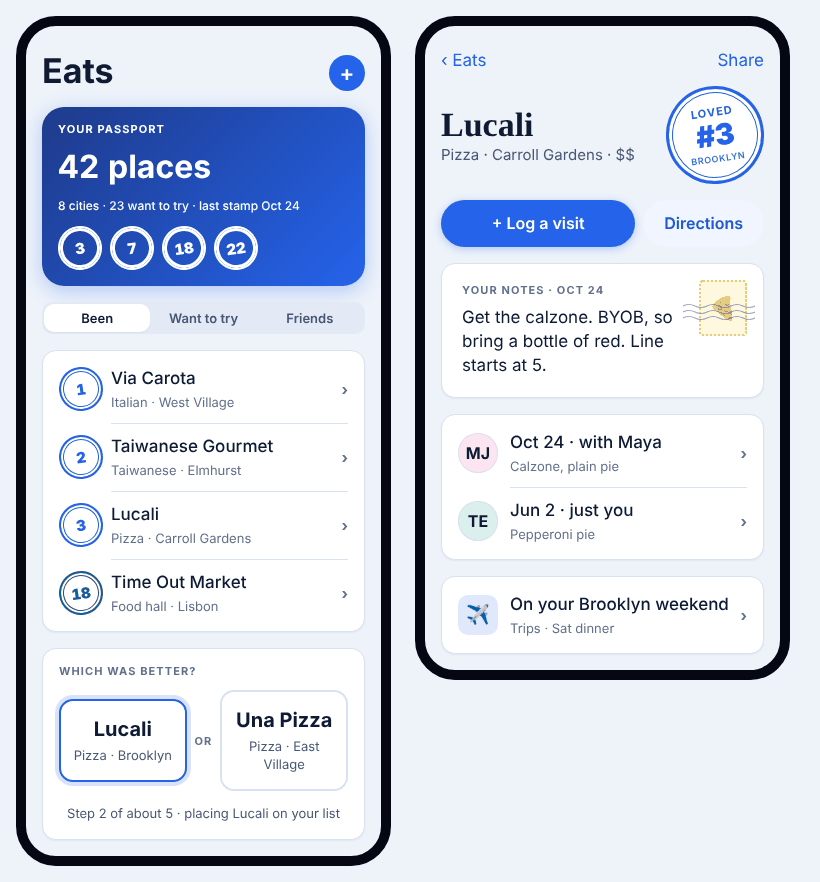 Eats
+
YOUR PASSPORT
42 places
8 cities · 23 want to try · last stamp Oct 24
3 7 18 22
Been Want to try Friends
1 Via Carota ›
Italian · West Village
2 Taiwanese Gourmet ›
Taiwanese · Elmhurst
3 Lucali ›
Pizza · Carroll Gardens
18 Time Out Market ›
Food hall · Lisbon
WHICH WAS BETTER?
Lucali
Pizza · Brooklyn
OR
Una Pizza
Pizza · East
Village
Step 2 of about 5 · placing Lucali on your list
‹ Eats Share
Lucali
Pizza · Carroll Gardens · $$
LOVED
#3
BROOKLYN
+ Log a visit Directions
YOUR NOTES · OCT 24
Get the calzone. BYOB, so
bring a bottle of red. Line
starts at 5.
MJ Oct 24 · with Maya ›
Calzone, plain pie
TE Jun 2 · just you ›
Pepperoni pie
On your Brooklyn weekend ›
Trips · Sat dinner